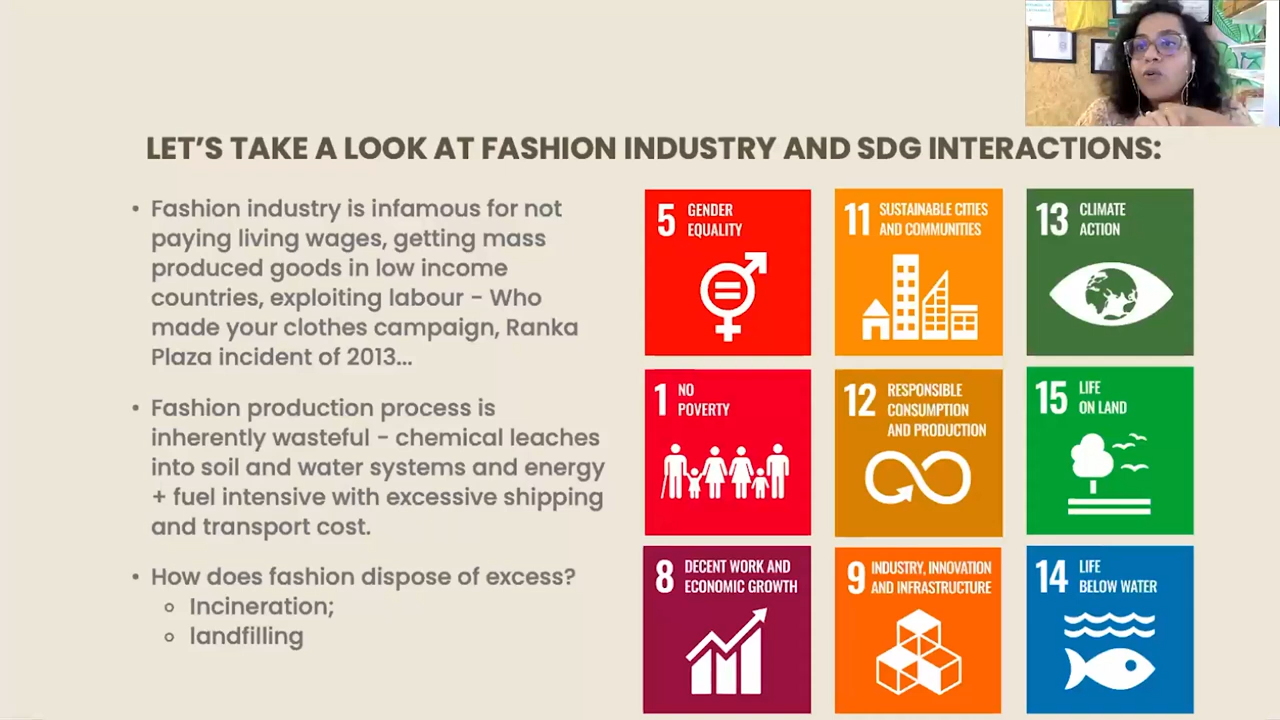 LET'S TAKE A LOOK AT FASHION INDUSTRY AND SDG INTERACTIONS:
• Fashion industry is infamous for not
paying living wages, getting mass
produced goods in low income
countries, exploiting labour - Who
made your clothes campaign, Ranka
Plaza incident of 2013...
• Fashion production process is
inherently wasteful - chemical leaches
into soil and water systems and energy
+ fuel intensive with excessive shipping
and transport cost.
• How does fashion dispose of excess?
○ Incineration;
○ landfilling
5 GENDER
EQUALITY
11 SUSTAINABLE CITIES
AND COMMUNITIES
13 CLIMATE
ACTION
1 NO
POVERTY
12 RESPONSIBLE
CONSUMPTION
AND PRODUCTION
15 LIFE
ON LAND
8 DECENT WORK AND
ECONOMIC GROWTH
9 INDUSTRY, INNOVATION
AND INFRASTRUCTURE
14 LIFE
BELOW WATER